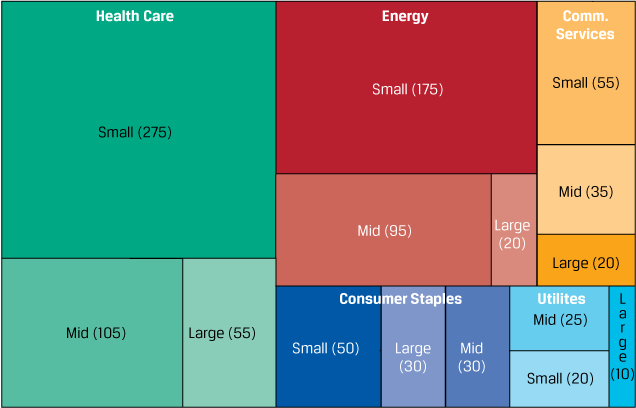 Health Care
Small (275)
Mid (105)
Large (55)
Energy
Small (175)
Mid (95)
Large
(20)
Comm.
Services
Small (55)
Mid (35)
Large (20)
Consumer Staples
Small (50)
Large
(30)
Mid
(30)
Utilites
Mid (25)
Small (20)
L
a
r
g
e
(10)